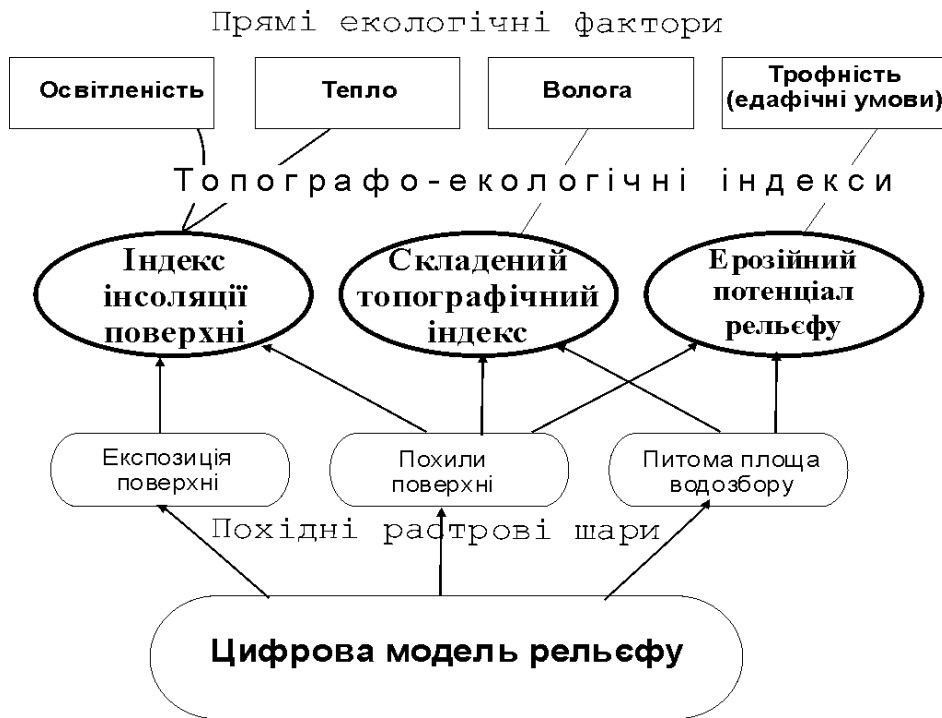 Прямі екологічні фактори
Освітленість
Тепло
Волога
Трофність
(едафічні умови)
Топографо-екологічні індекси
Індекс
інсоляції
поверхні
Складений
топографічний
індекс
Ерозійний
потенціал
рельєфу
Експозиція
поверхні
Похили
поверхні
Питома площа
водозбору
Похідні растрові шари
Цифрова модель рельєфу